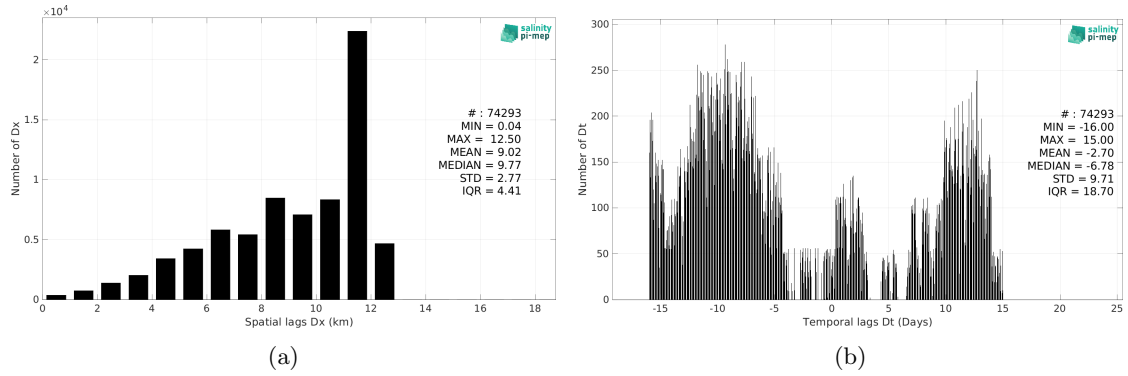 ×10⁴
2
1.5
1
0.5
0
Number of Dx
0 2 4 6 8 10 12 14 16 18
Spatial lags Dx (km)
salinity
pi-mep
# : 74293
MIN = 0.04
MAX = 12.50
MEAN = 9.02
MEDIAN = 9.77
STD = 2.77
IQR = 4.41
(a)
300
250
200
150
100
50
0
Number of Dt
-15 -10 -5 0 5 10 15 20 25
Temporal lags Dt (Days)
salinity
pi-mep
# : 74293
MIN = -16.00
MAX = 15.00
MEAN = -2.70
MEDIAN = -6.78
STD = 9.71
IQR = 18.70
(b)